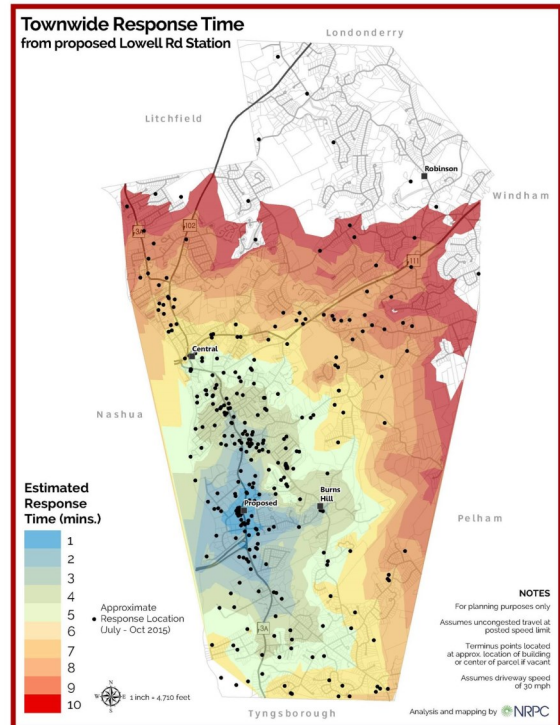 Townwide Response Time
from proposed Lowell Rd Station
Londonderry
Litchfield
Robinson
Windham
3A
102
111
Central
Nashua
Proposed
Burns
Hill
Pelham
3A
Tyngsborough
Estimated
Response
Time (mins.)
1
2
3
4
5
6
7
8
9
10
Approximate
Response Location
(July - Oct 2015)
1 inch = 4,710 feet
NOTES
For planning purposes only
Assumes uncongested travel at
posted speed limit
Terminus points located
at approx. location of building
or center of parcel if vacant
Assumes driveway speed
of 30 mph
Analysis and mapping by NRPC